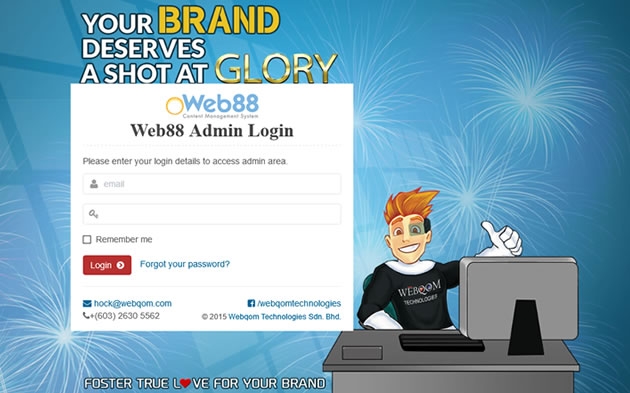 YOUR BRAND
DESERVES
A SHOT AT GLORY
Web88
Content Management System
Web88 Admin Login
Please enter your login details to access admin area.
email
Remember me
Login
Forgot your password?
hock@webqom.com
/webqomtechnologies
+(603) 2630 5562
© 2015 Webqom Technologies Sdn. Bhd.
WEBQOM
TECHNOLOGIES
FOSTER TRUE L❤VE FOR YOUR BRAND